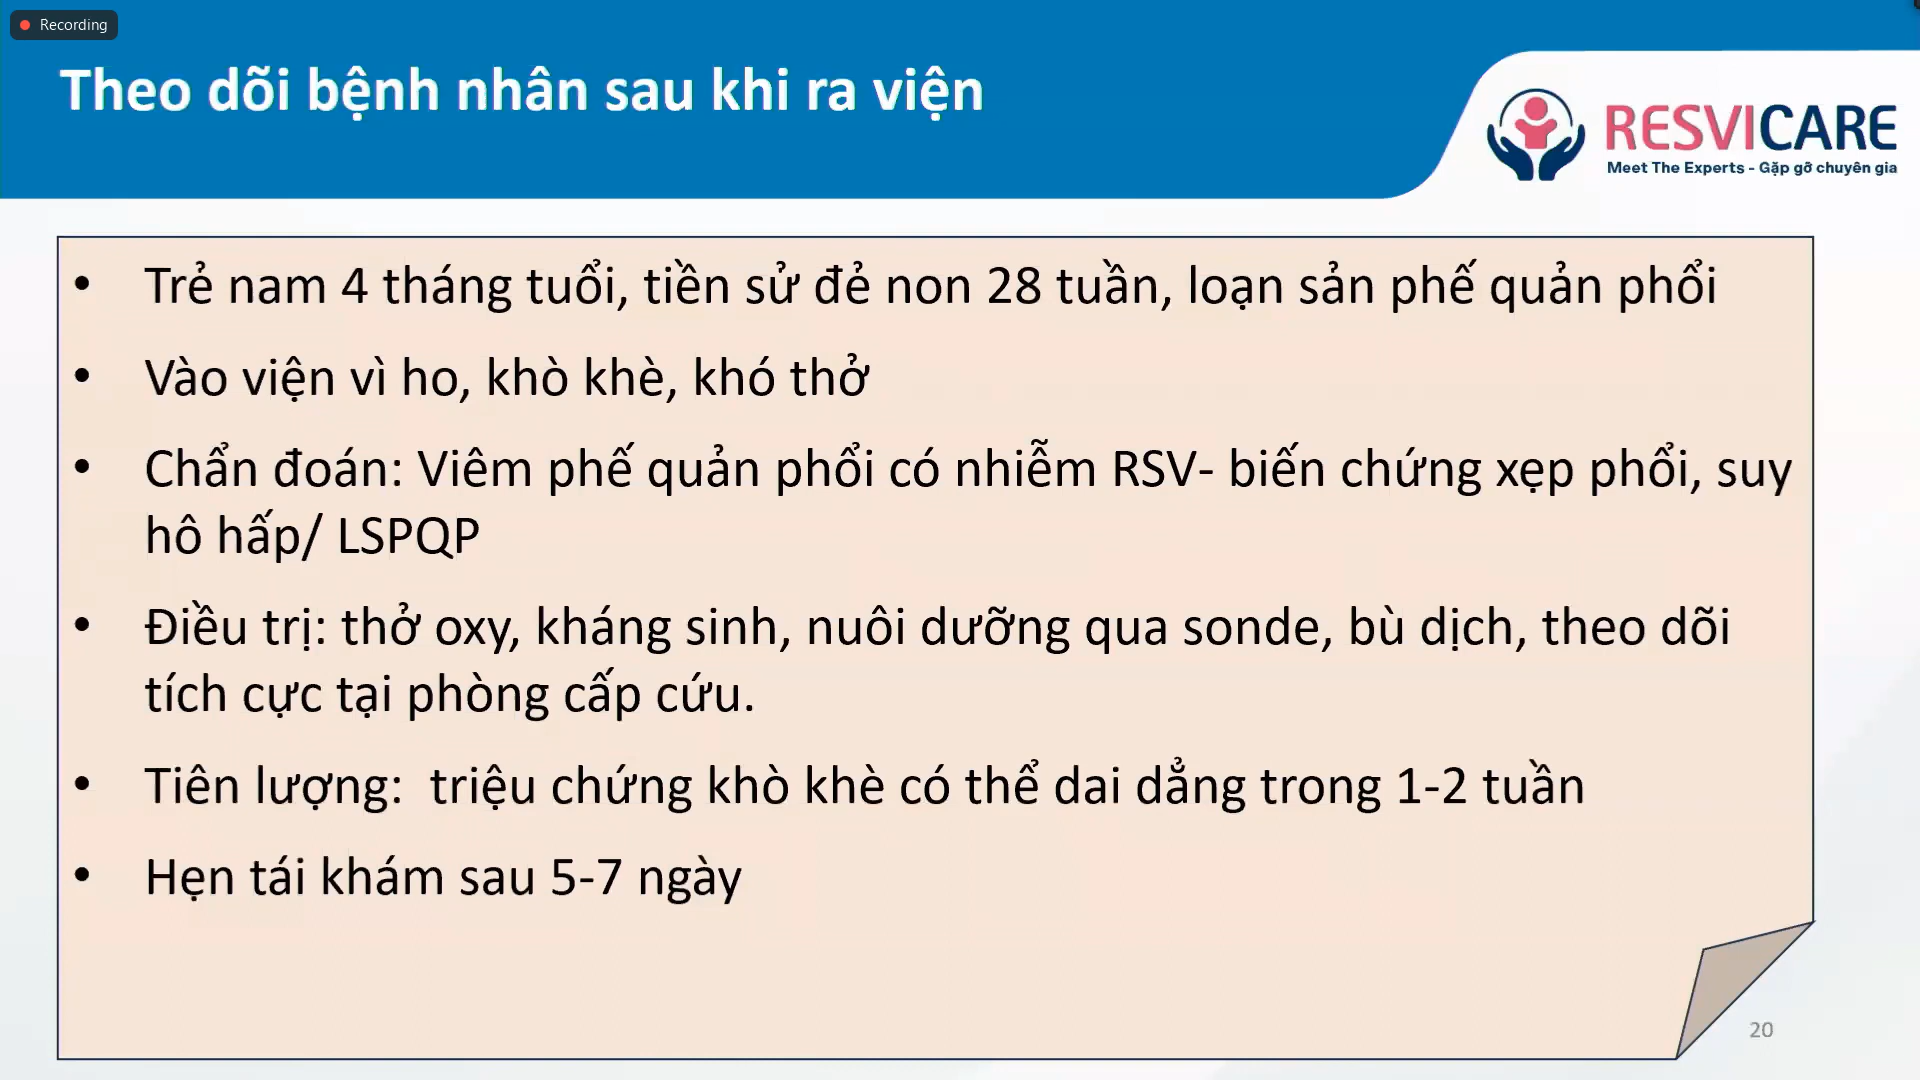 Recording
Theo dõi bệnh nhân sau khi ra viện
RESVICARE
Meet The Experts - Gặp gỡ chuyên gia
• Trẻ nam 4 tháng tuổi, tiền sử đẻ non 28 tuần, loạn sản phế quản phổi
• Vào viện vì ho, khò khè, khó thở
• Chẩn đoán: Viêm phế quản phổi có nhiễm RSV- biến chứng xẹp phổi, suy
hô hấp/ LSPQP
• Điều trị: thở oxy, kháng sinh, nuôi dưỡng qua sonde, bù dịch, theo dõi
tích cực tại phòng cấp cứu.
• Tiên lượng:  triệu chứng khò khè có thể dai dẳng trong 1-2 tuần
• Hẹn tái khám sau 5-7 ngày
20